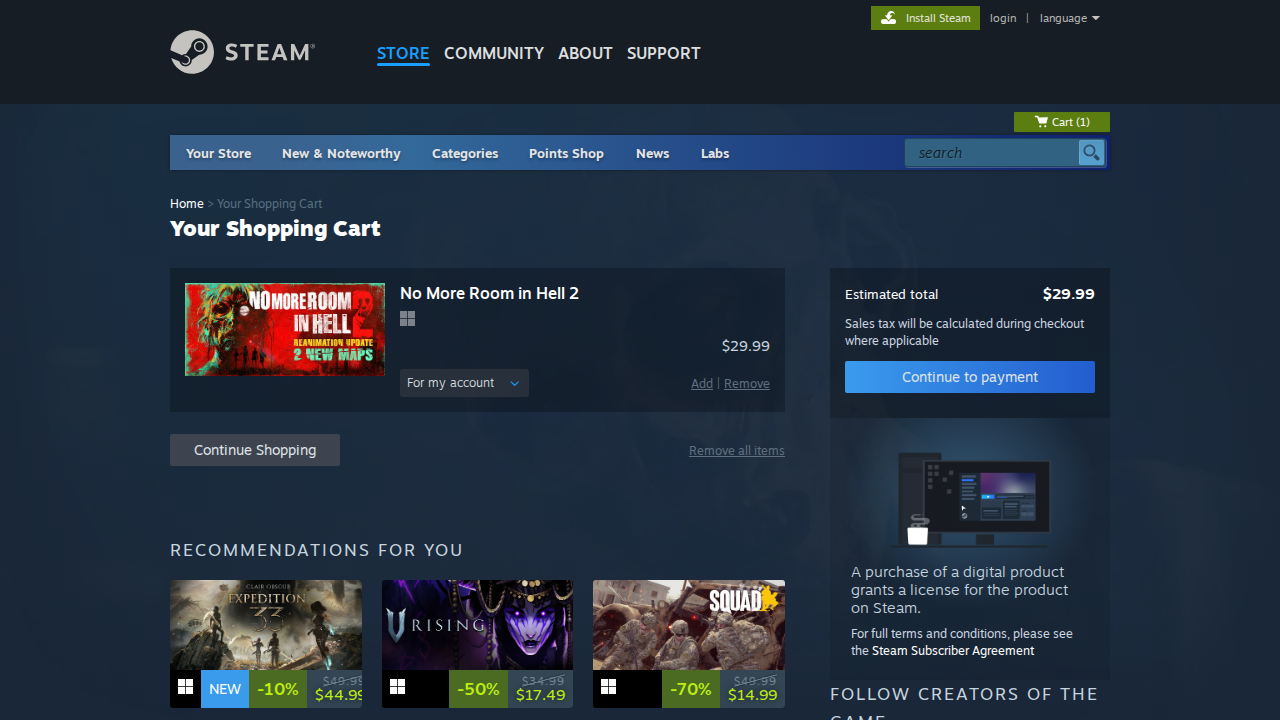 Install Steam
login | language
STEAM®
STORE COMMUNITY ABOUT SUPPORT
Cart (1)
Your Store New & Noteworthy Categories Points Shop News Labs search
Home > Your Shopping Cart
Your Shopping Cart
NO MORE ROOM
IN HELL 2
REANIMATION UPDATE
2 NEW MAPS
No More Room in Hell 2
$29.99
For my account
Add | Remove
Continue Shopping
Remove all items
Estimated total $29.99
Sales tax will be calculated during checkout
where applicable
Continue to payment
A purchase of a digital product
grants a license for the product
on Steam.
For full terms and conditions, please see
the Steam Subscriber Agreement
RECOMMENDATIONS FOR YOU
CLAIR OBSCUR
EXPEDITION
33
NEW -10% $49.99
$44.99
V RISING
-50% $34.99
$17.49
SQUAD
-70% $49.99
$14.99
FOLLOW CREATORS OF THE
GAME